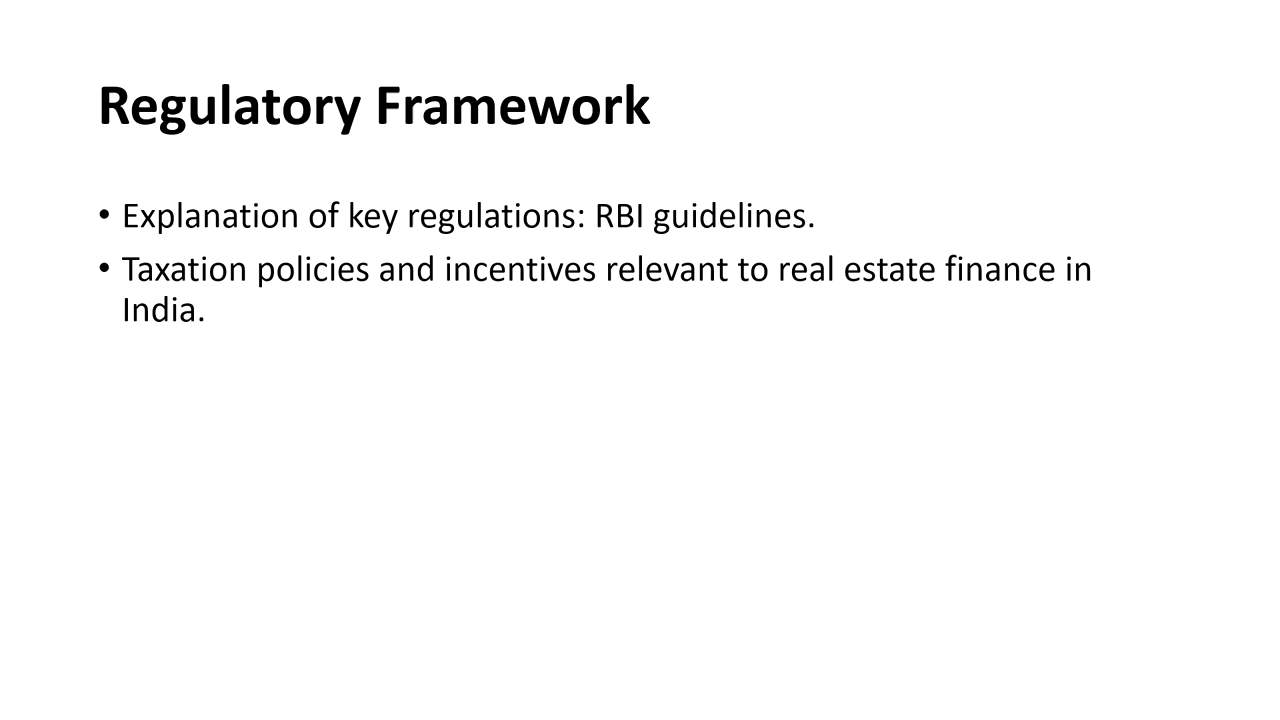 Regulatory Framework
• Explanation of key regulations: RBI guidelines.
• Taxation policies and incentives relevant to real estate finance in
India.